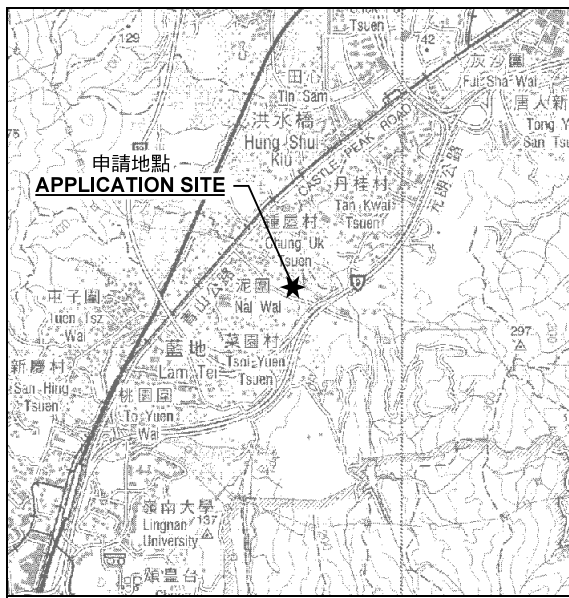 129
Tsuen
742
灰沙圍
Fui Sha Wai
田心
Tin Sam
唐人新
Tong Y
San Tsu
洪水橋
Hung Shui
Kiu
CASTLE PEAK ROAD
元朗公路
申請地點
APPLICATION SITE
丹桂村
Tan Kwai
Tsuen
鍾屋村
Chung Uk
Tsuen
泥圍
Nai Wai
青山公路
屯子圍
Tuen Tsz
Wai
藍地
Lam Tei
菜園村
Tsoi Yuen
Tsuen
297
新慶村
San Hing
Tsuen
桃園圍
To Yuen
Wai
嶺南大學
Lingnan
University
137